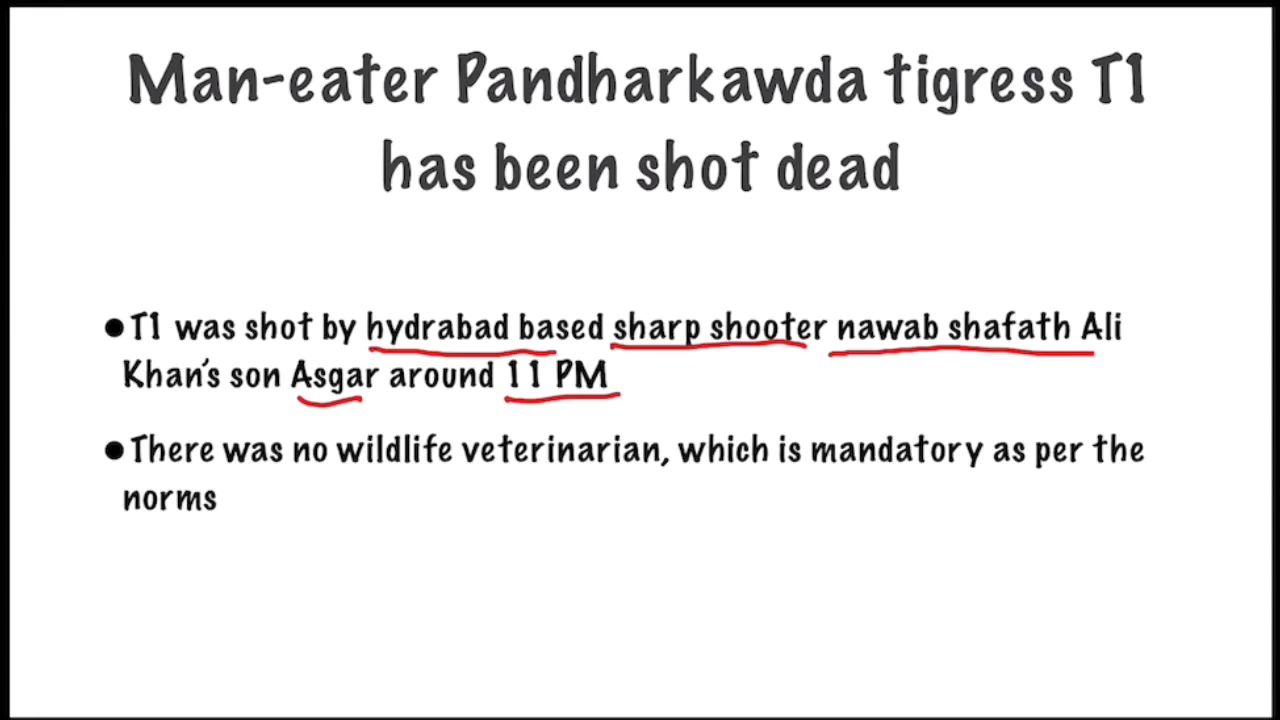 Man-eater Pandharkawda tigress T1
has been shot dead
●T1 was shot by hydrabad based sharp shooter nawab shafath Ali
Khan's son Asgar around 11 PM
●There was no wildlife veterinarian, which is mandatory as per the
norms